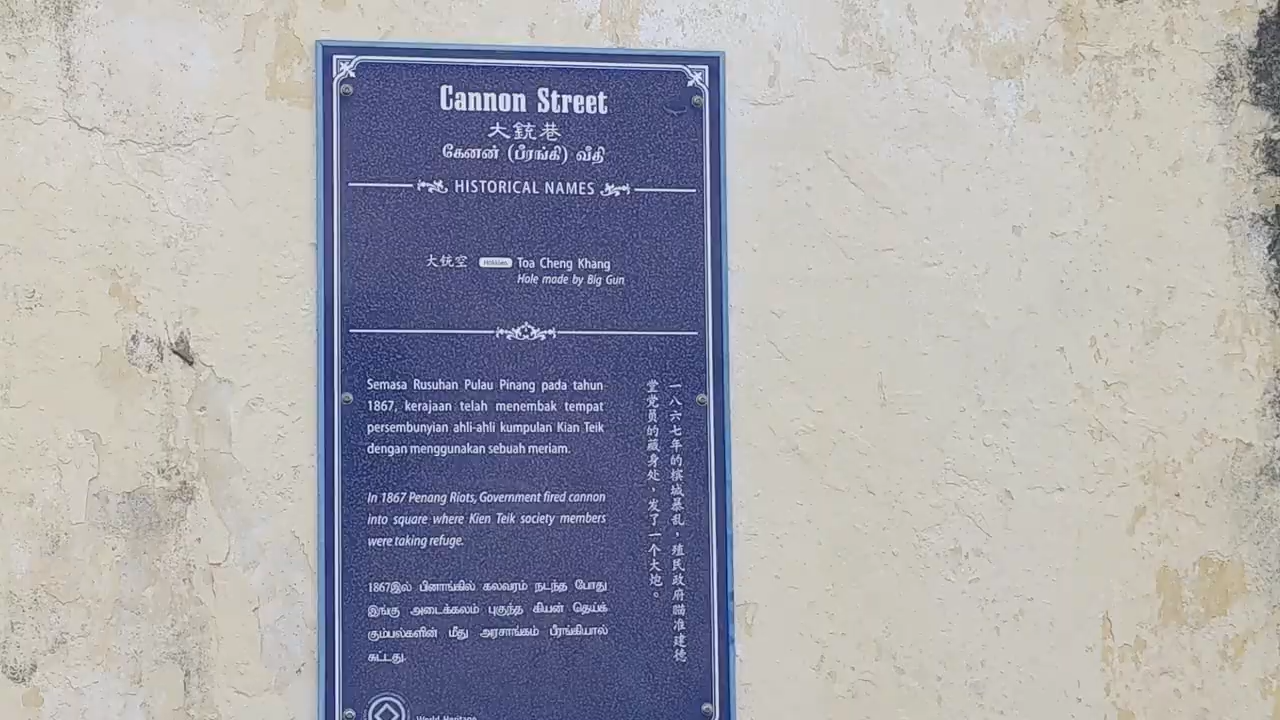 Cannon Street
大銃巷
கேனன் (பீரங்கி) வீதி
HISTORICAL NAMES
大銃空 Hokkien Toa Cheng Khang
Hole made by Big Gun
Semasa Rusuhan Pulau Pinang pada tahun
1867, kerajaan telah menembak tempat
persembunyian ahli-ahli kumpulan Kian Teik
dengan menggunakan sebuah meriam.
In 1867 Penang Riots, Government fired cannon
into square where Kien Teik society members
were taking refuge.
1867இல் பினாங்கில் கலவரம் நடந்த போது
இங்கு அடைக்கலம் புகுந்த கியன் தெய்க்
கும்பல்களின் மீது அரசாங்கம் பீரங்கியால்
சுட்டது.
一八六七年的槟城暴乱，殖民政府瞄准建德
堂党员的藏身处，发了一个大炮。
World Heritage